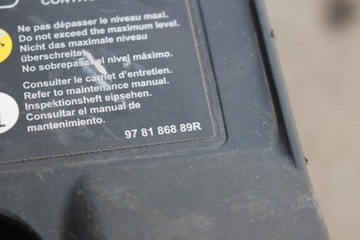 CONTR
Ne pas dépasser le niveau maxi.
Do not exceed the maximum level.
Nicht das maximale niveau
überschreiten.
No sobrepasar el nivel máximo.
Consulter le carnet d'entretien.
Refer to maintenance manual.
Inspektionsheft einsehen.
Consultar el manual de
mantenimiento.
97 81 868 89R